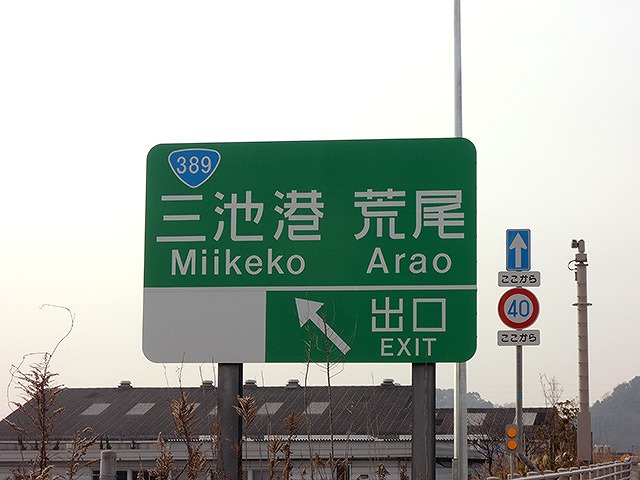 389
三池港 荒尾
Miikeko Arao
出口
EXIT
ここから
40
ここから